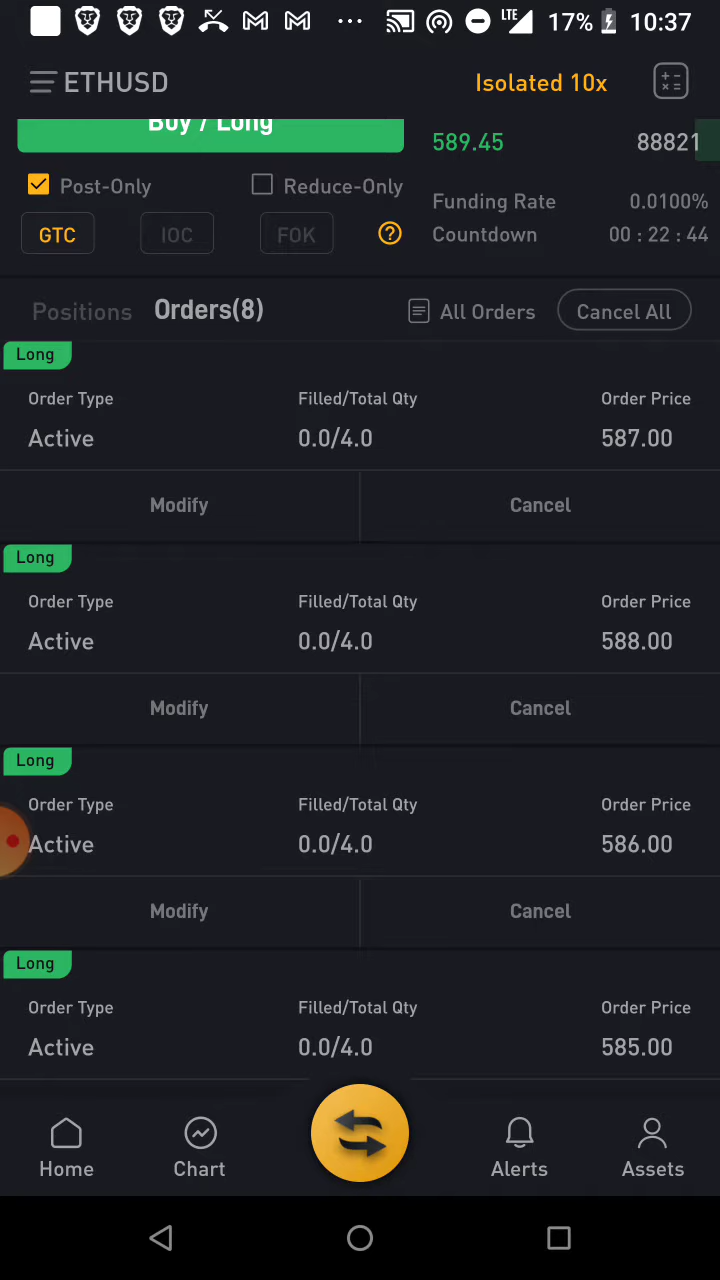 LTE 17% 10:37
ETHUSD Isolated 10x
Buy / Long
589.45 88821
Post-Only Reduce-Only
Funding Rate 0.0100%
GTC IOC FOK ?
Countdown 00 : 22 : 44
Positions Orders(8) All Orders Cancel All
Long
Order Type Filled/Total Qty Order Price
Active 0.0/4.0 587.00
Modify Cancel
Long
Order Type Filled/Total Qty Order Price
Active 0.0/4.0 588.00
Modify Cancel
Long
Order Type Filled/Total Qty Order Price
Active 0.0/4.0 586.00
Modify Cancel
Long
Order Type Filled/Total Qty Order Price
Active 0.0/4.0 585.00
Home Chart Alerts Assets